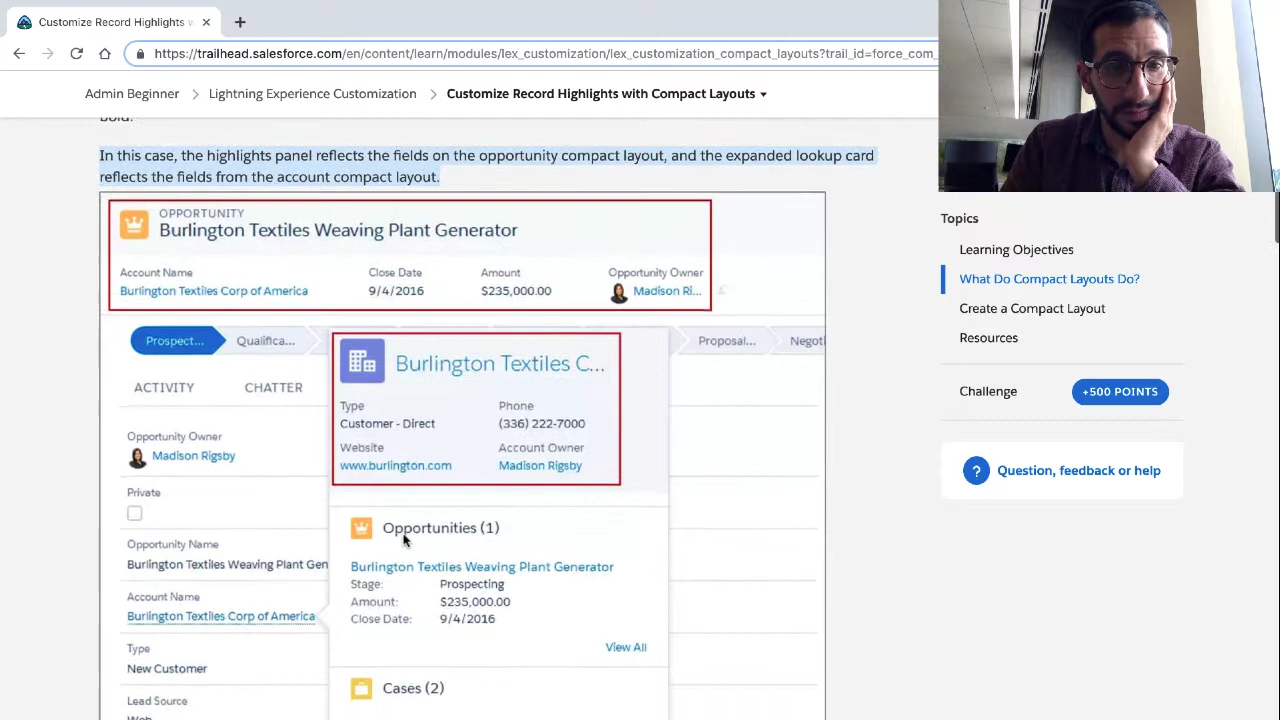 Customize Record Highlights w
https://trailhead.salesforce.com/en/content/learn/modules/lex_customization/lex_customization_compact_layouts?trail_id=force_com_
Admin Beginner
Lightning Experience Customization
Customize Record Highlights with Compact Layouts
bold.
In this case, the highlights panel reflects the fields on the opportunity compact layout, and the expanded lookup card
reflects the fields from the account compact layout.
OPPORTUNITY
Burlington Textiles Weaving Plant Generator
Account Name Close Date Amount Opportunity Owner
Burlington Textiles Corp of America 9/4/2016 $235,000.00 Madison Ri...
Prospect... Qualifica... Proposal... Negoti
ACTIVITY CHATTER
Opportunity Owner
Madison Rigsby
Private
Opportunity Name
Burlington Textiles Weaving Plant Gen
Account Name
Burlington Textiles Corp of America
Type
New Customer
Lead Source
Web
Burlington Textiles C...
Type Phone
Customer - Direct (336) 222-7000
Website Account Owner
www.burlington.com Madison Rigsby
Opportunities (1)
Burlington Textiles Weaving Plant Generator
Stage: Prospecting
Amount: $235,000.00
Close Date: 9/4/2016
View All
Cases (2)
Topics
Learning Objectives
What Do Compact Layouts Do?
Create a Compact Layout
Resources
Challenge +500 POINTS
? Question, feedback or help